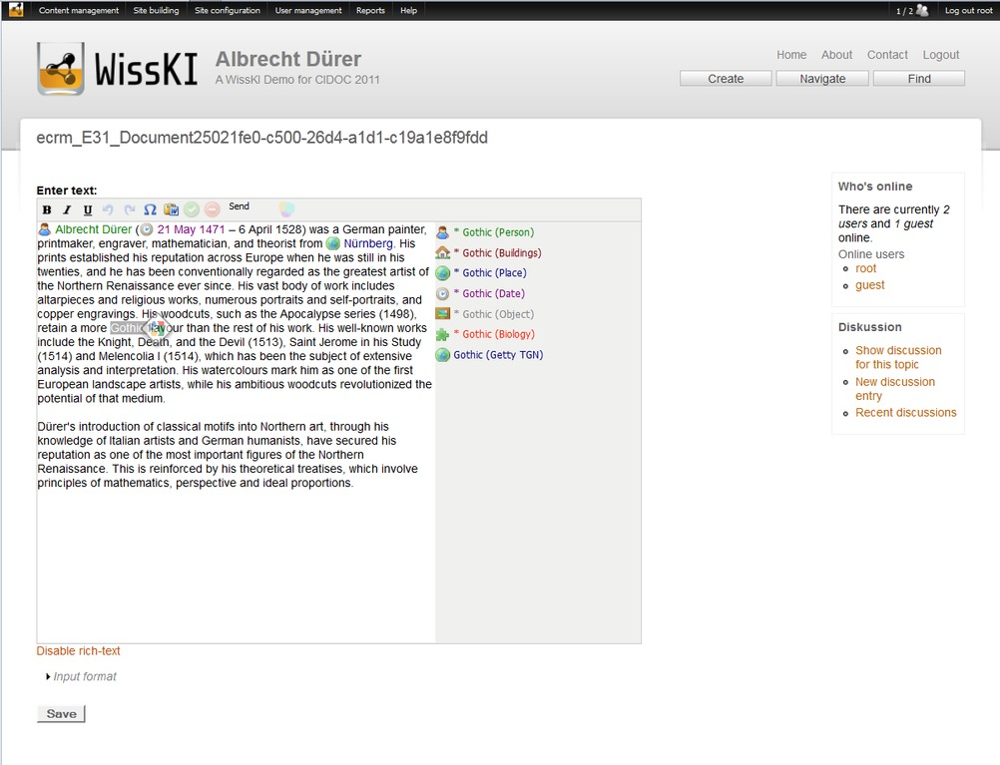 Content management Site building Site configuration User management Reports Help 1 / 2 Log out root
WissKI
Albrecht Dürer
A WissKI Demo for CIDOC 2011
Home About Contact Logout
Create Navigate Find
ecrm_E31_Document25021fe0-c500-26d4-a1d1-c19a1e8f9fdd
Enter text:
B I U Ω Send
Albrecht Dürer ( 21 May 1471 – 6 April 1528) was a German painter,
printmaker, engraver, mathematician, and theorist from Nürnberg. His
prints established his reputation across Europe when he was still in his
twenties, and he has been conventionally regarded as the greatest artist of
the Northern Renaissance ever since. His vast body of work includes
altarpieces and religious works, numerous portraits and self-portraits, and
copper engravings. His woodcuts, such as the Apocalypse series (1498),
retain a more Gothic flavour than the rest of his work. His well-known works
include the Knight, Death, and the Devil (1513), Saint Jerome in his Study
(1514) and Melencolia I (1514), which has been the subject of extensive
analysis and interpretation. His watercolours mark him as one of the first
European landscape artists, while his ambitious woodcuts revolutionized the
potential of that medium.
Dürer's introduction of classical motifs into Northern art, through his
knowledge of Italian artists and German humanists, have secured his
reputation as one of the most important figures of the Northern
Renaissance. This is reinforced by his theoretical treatises, which involve
principles of mathematics, perspective and ideal proportions.
* Gothic (Person)
* Gothic (Buildings)
* Gothic (Place)
* Gothic (Date)
* Gothic (Object)
* Gothic (Biology)
Gothic (Getty TGN)
Disable rich-text
Input format
Save
Who's online
There are currently 2
users and 1 guest
online.
Online users
root
guest
Discussion
Show discussion
for this topic
New discussion
entry
Recent discussions